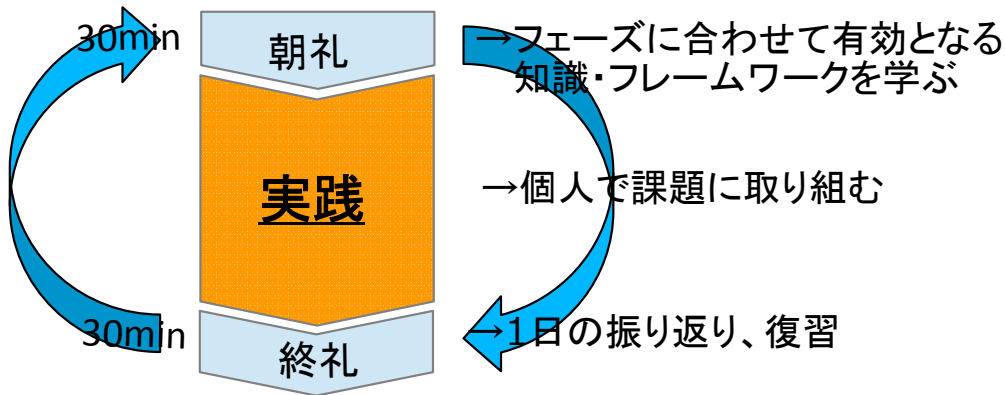 30min
朝礼
→フェーズに合わせて有効となる
知識・フレームワークを学ぶ
実践
→個人で課題に取り組む
30min
終礼
→1日の振り返り、復習